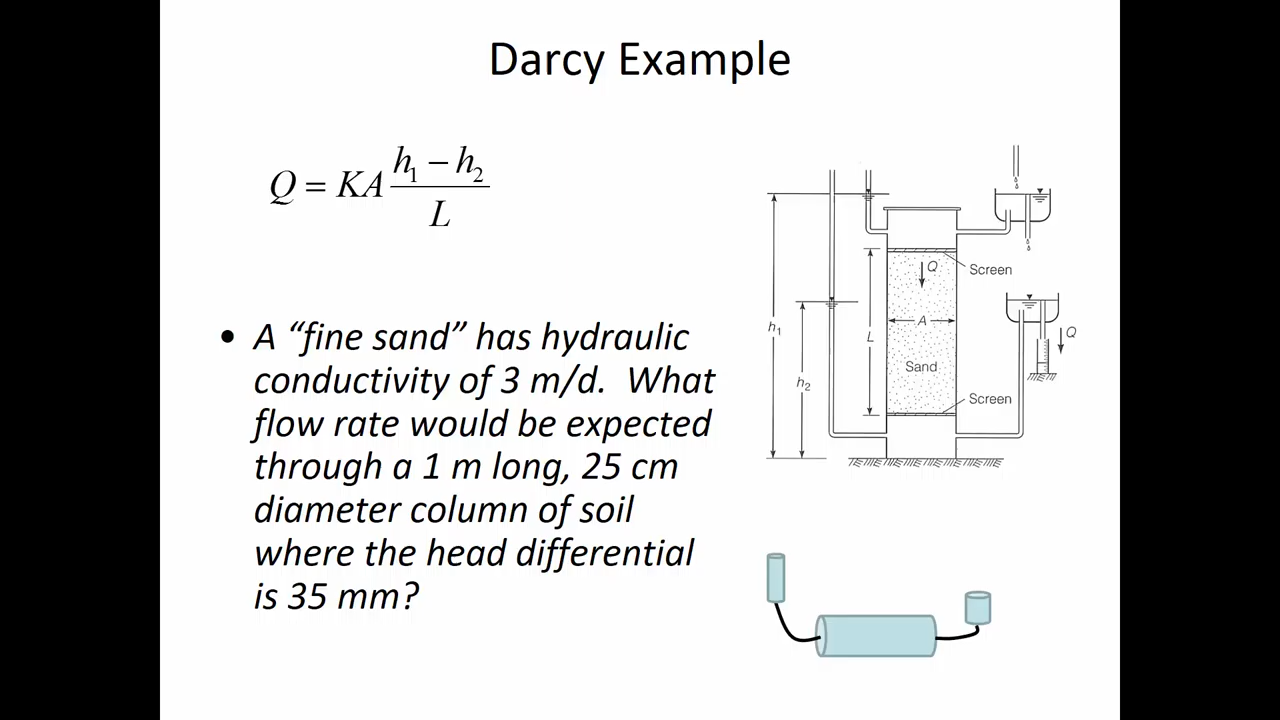 Darcy Example
Q = KA (h₁ − h₂) / L
• A “fine sand” has hydraulic
conductivity of 3 m/d. What
flow rate would be expected
through a 1 m long, 25 cm
diameter column of soil
where the head differential
is 35 mm?
Q
Screen
h₁
L
A
Q
h₂
Sand
Screen